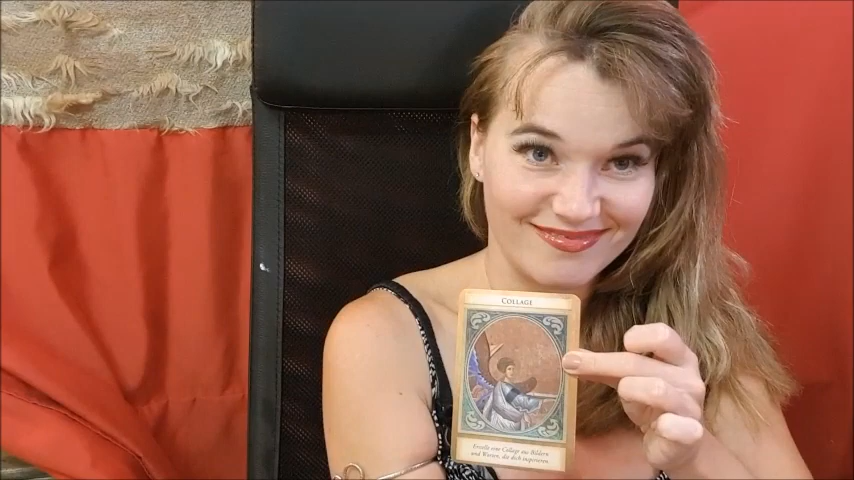 COLLAGE
Erstelle eine Collage aus Bildern
und Worten, die dich inspirieren.